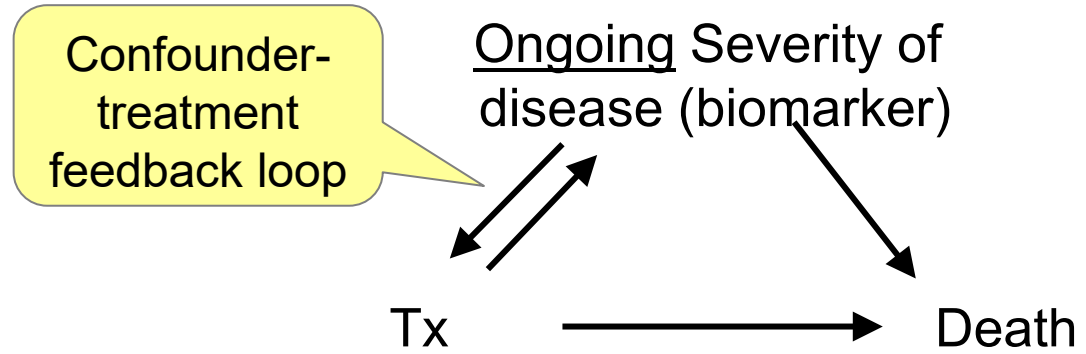 Confounder-
treatment
feedback loop
Ongoing Severity of
disease (biomarker)
Tx
Death